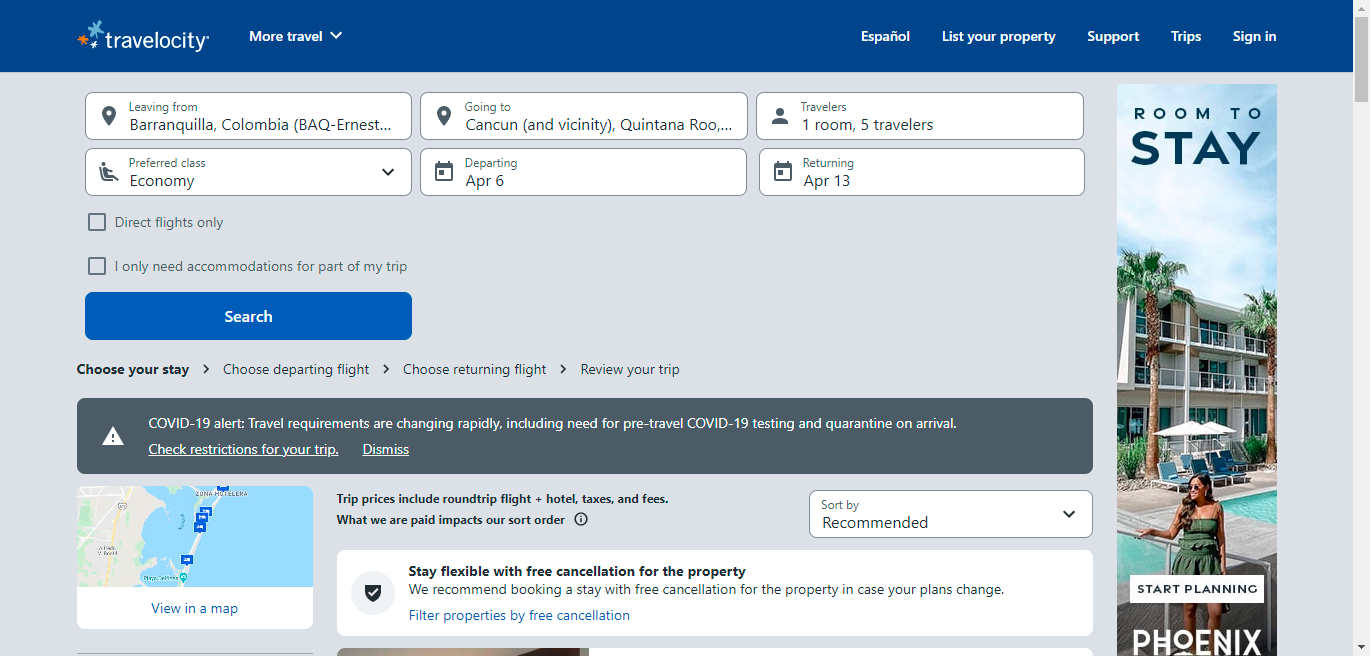 travelocity
More travel
Español
List your property
Support
Trips
Sign in
Leaving from
Barranquilla, Colombia (BAQ-Ernest...
Going to
Cancun (and vicinity), Quintana Roo,...
Travelers
1 room, 5 travelers
Preferred class
Economy
Departing
Apr 6
Returning
Apr 13
Direct flights only
I only need accommodations for part of my trip
Search
Choose your stay
Choose departing flight
Choose returning flight
Review your trip
COVID-19 alert: Travel requirements are changing rapidly, including need for pre-travel COVID-19 testing and quarantine on arrival.
Check restrictions for your trip.
Dismiss
ZONA HOTELERA
Alfredo
V. Bonfil
Playa Delfines
View in a map
Trip prices include roundtrip flight + hotel, taxes, and fees.
What we are paid impacts our sort order
Sort by
Recommended
Stay flexible with free cancellation for the property
We recommend booking a stay with free cancellation for the property in case your plans change.
Filter properties by free cancellation
ROOM TO
STAY
START PLANNING
PHOENIX